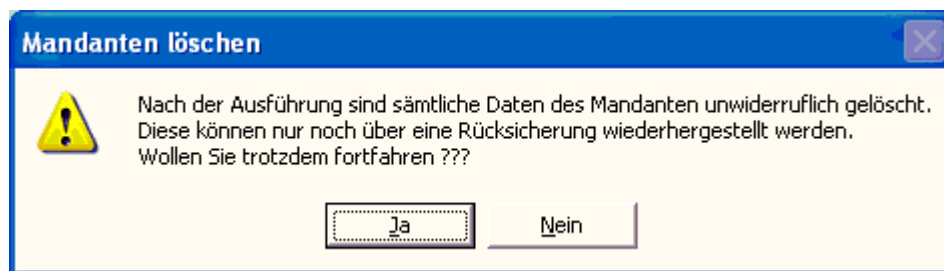 Mandanten löschen
Nach der Ausführung sind sämtliche Daten des Mandanten unwiderruflich gelöscht.
Diese können nur noch über eine Rücksicherung wiederhergestellt werden.
Wollen Sie trotzdem fortfahren ???
Ja
Nein